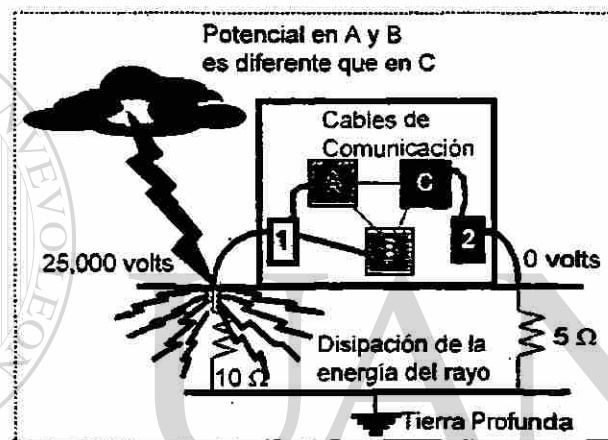 Potencial en A y B
es diferente que en C
Cables de
Comunicación
A
C
B
1
2
25,000 volts
0 volts
5 Ω
10 Ω
Disipación de la
energía del rayo
Tierra Profunda